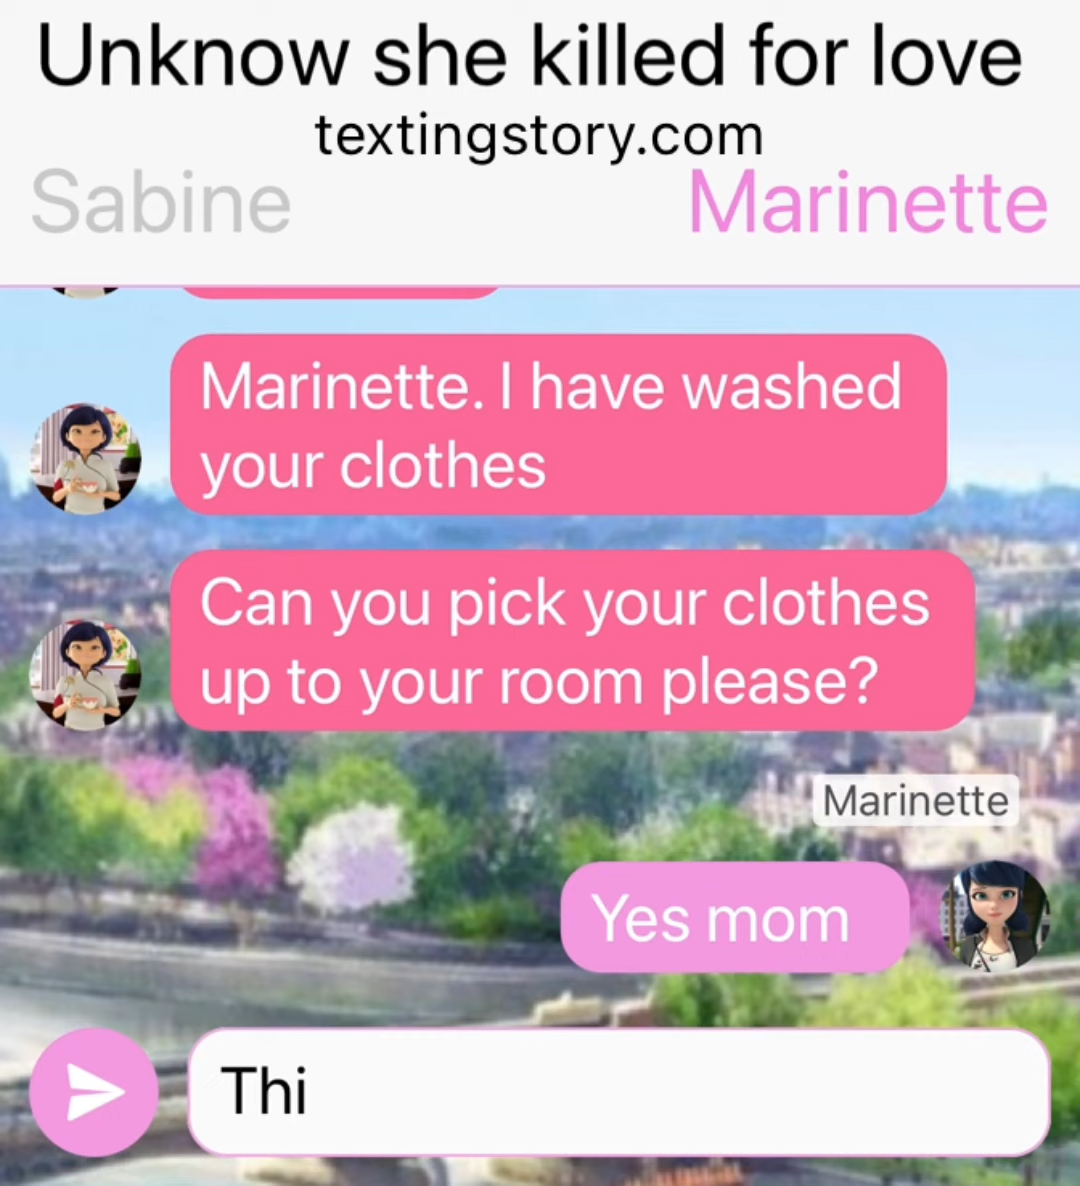 Unknow she killed for love
textingstory.com
Sabine
Marinette
Marinette. I have washed
your clothes
Can you pick your clothes
up to your room please?
Marinette
Yes mom
Thi